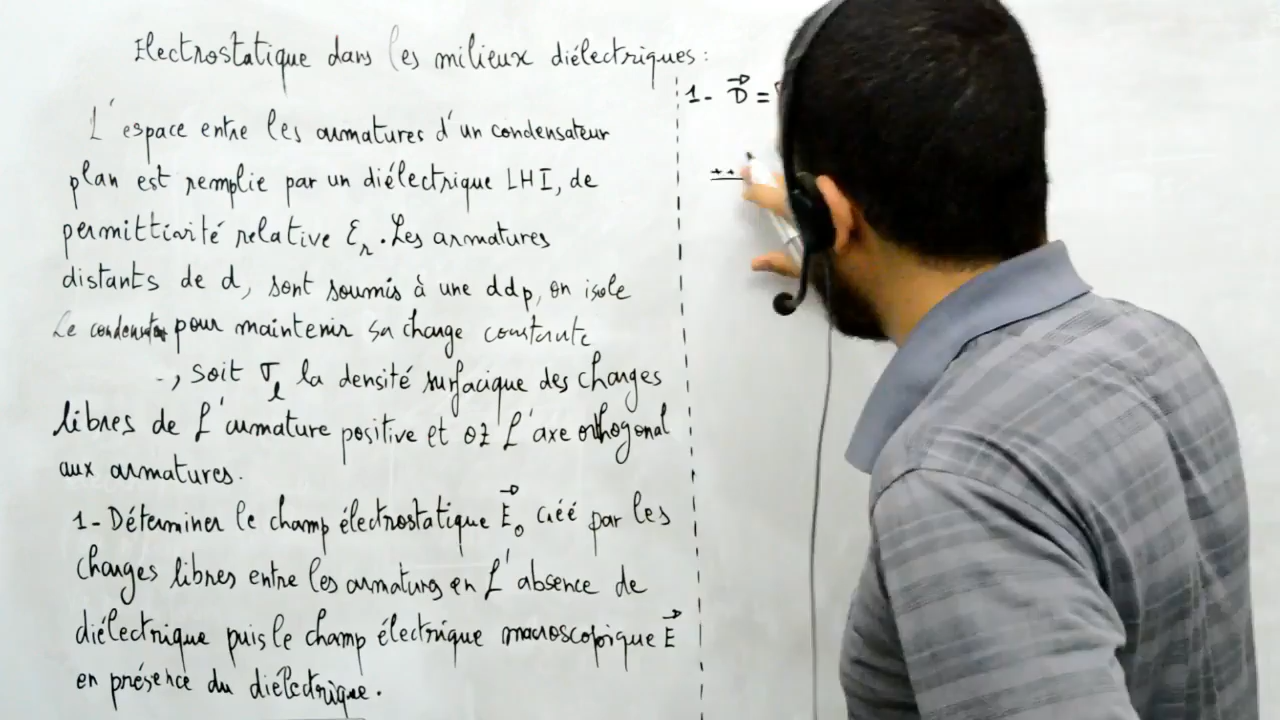 Electrostatique dans les milieux diélectriques :
L'espace entre les armatures d'un condensateur
plan est remplie par un diélectrique LHI, de
permittivité relative εr. Les armatures
distants de d, sont soumis à une ddp, on isole
Le pour maintenir sa charge constante
, soit σl la densité surfacique des charges
libres de l'armature positive et oz l'axe orthogonal
aux armatures.
1- Déterminer le champ électrostatique E⃗0 créé par les
charges libres entre les armatures en l'absence de
diélectrique puis le champ électrique macroscopique E⃗
en présence du diélectrique.
1- D⃗ =
++